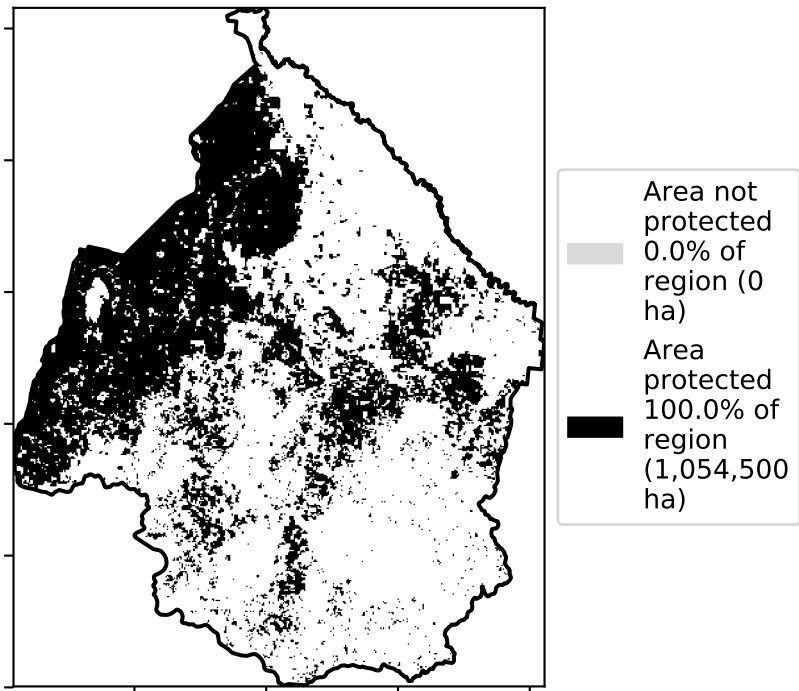 Area not
protected
0.0% of
region (0
ha)
Area
protected
100.0% of
region
(1,054,500
ha)